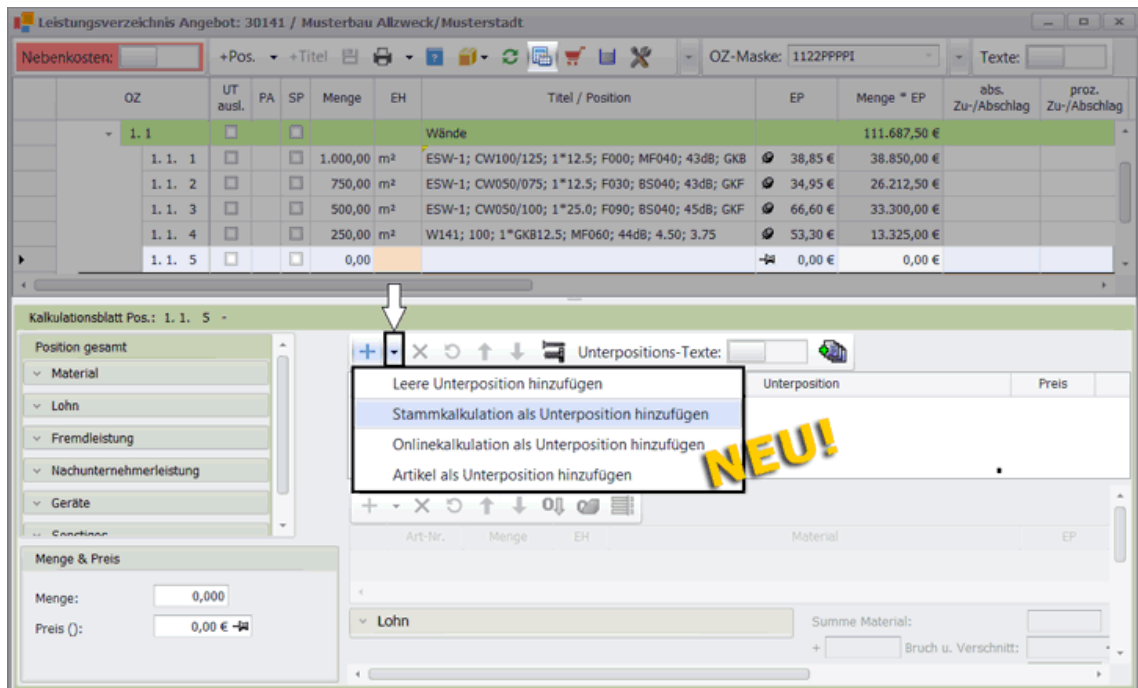 Leistungsverzeichnis Angebot: 30141 / Musterbau Allzweck/Musterstadt
Nebenkosten: +Pos. +Titel OZ-Maske: 1122PPPPI Texte:
OZ UT ausl. PA SP Menge EH Titel / Position EP Menge * EP abs. Zu-/Abschlag proz. Zu-/Abschlag
1. 1 Wände 111.687,50 €
1. 1. 1 1.000,00 m² ESW-1; CW100/125; 1*12.5; F000; MF040; 43dB; GKB 38,85 € 38.850,00 €
1. 1. 2 750,00 m² ESW-1; CW050/075; 1*12.5; F030; BS040; 43dB; GKF 34,95 € 26.212,50 €
1. 1. 3 500,00 m² ESW-1; CW050/100; 1*25.0; F090; BS040; 45dB; GKF 66,60 € 33.300,00 €
1. 1. 4 250,00 m² W141; 100; 1*GKB12.5; MF060; 44dB; 4.50; 3.75 53,30 € 13.325,00 €
1. 1. 5 0,00 0,00 € 0,00 €
Kalkulationsblatt Pos.: 1. 1. 5 -
Position gesamt
Material
Lohn
Fremdleistung
Nachunternehmerleistung
Geräte
Sonstiges
Menge & Preis
Menge: 0,000
Preis (): 0,00 €
Unterpositions-Texte:
Unterposition Preis
Leere Unterposition hinzufügen
Stammkalkulation als Unterposition hinzufügen
Onlinekalkulation als Unterposition hinzufügen
Artikel als Unterposition hinzufügen
NEU!
Art-Nr. Menge EH Material EP
Lohn
Summe Material:
+ Bruch u. Verschnitt: